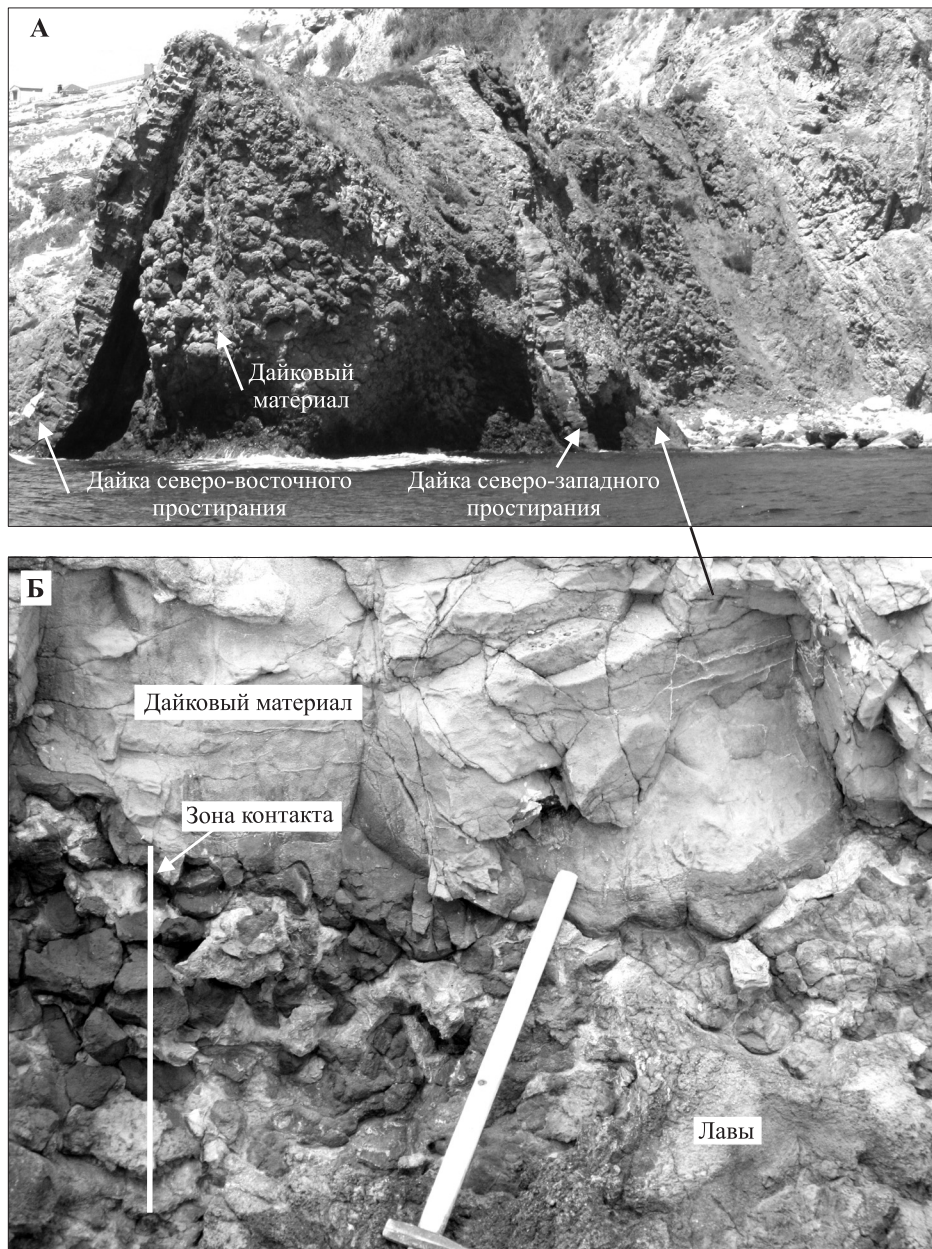 А
Дайковый
материал
Дайка северо-восточного
простирания
Дайка северо-западного
простирания
Б
Дайковый материал
Зона контакта
Лавы